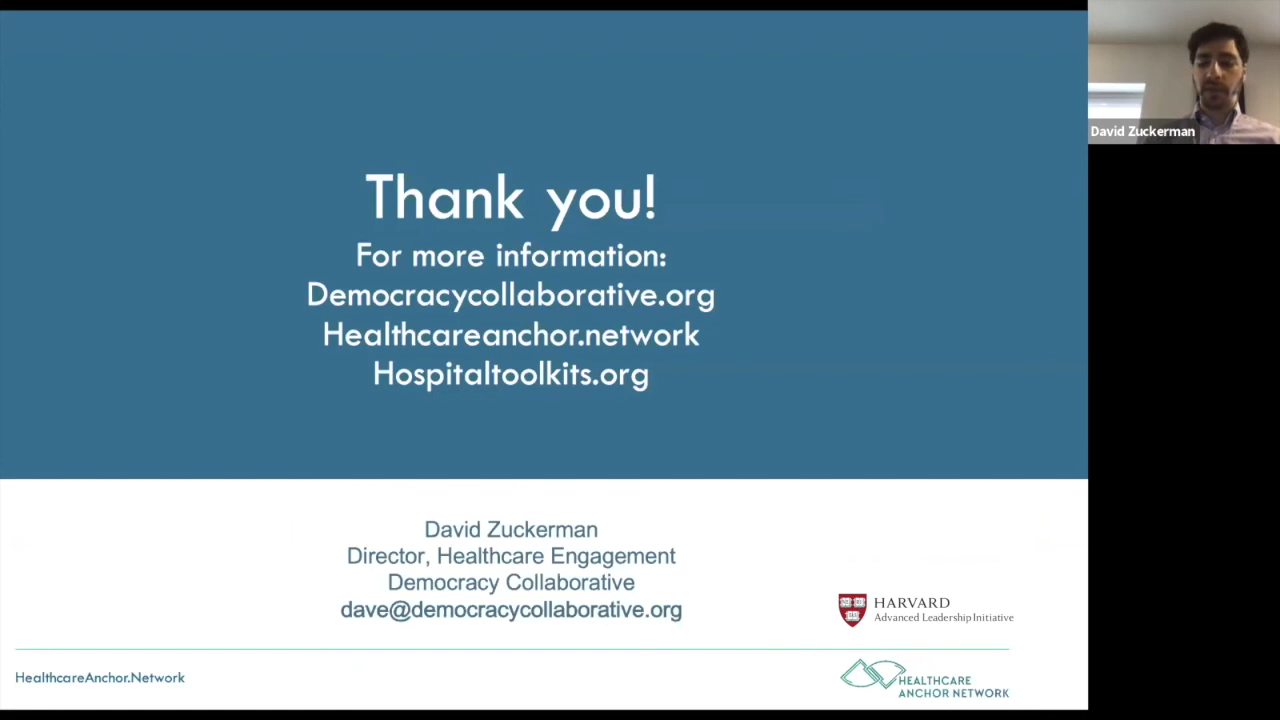 Thank you!
For more information:
Democracycollaborative.org
Healthcareanchor.network
Hospitaltoolkits.org
David Zuckerman
David Zuckerman
Director, Healthcare Engagement
Democracy Collaborative
dave@democracycollaborative.org
HARVARD
Advanced Leadership Initiative
HealthcareAnchor.Network
HEALTHCARE
ANCHOR NETWORK